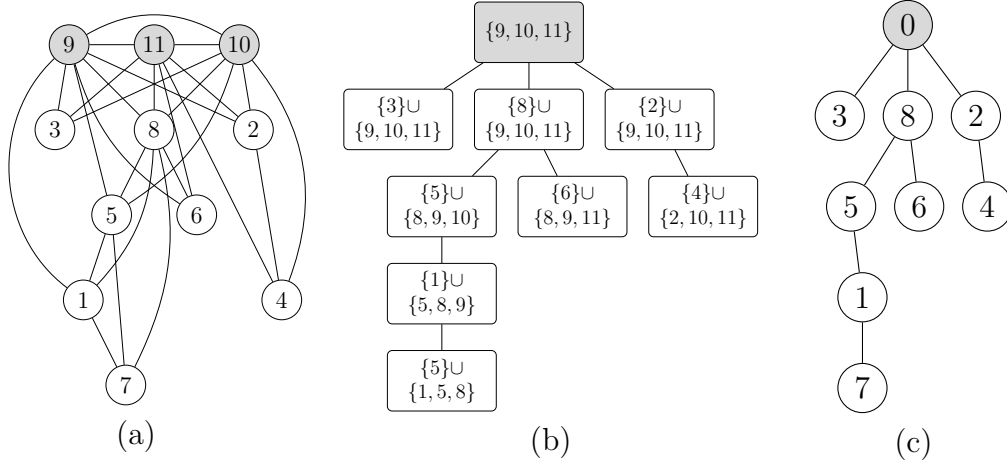 9 11 10
3 8 2
5 6
1 4
7
(a)
{9, 10, 11}
{3}∪
{9, 10, 11}
{8}∪
{9, 10, 11}
{2}∪
{9, 10, 11}
{5}∪
{8, 9, 10}
{6}∪
{8, 9, 11}
{4}∪
{2, 10, 11}
{1}∪
{5, 8, 9}
{5}∪
{1, 5, 8}
(b)
0
3 8 2
5 6 4
1
7
(c)